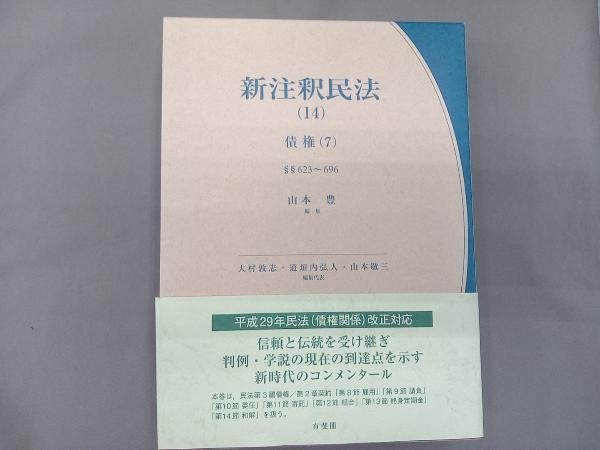 新注釈民法
(14)
債権(7)
§§623～696
山本 豊
編集
大村敦志・道垣内弘人・山本敬三
編集代表
平成29年民法(債権関係)改正対応
信頼と伝統を受け継ぎ
判例・学説の現在の到達点を示す
新時代のコンメンタール
本巻は，民法第3編債権／第2章契約「第8節 雇用」「第9節 請負」
「第10節 委任」「第11節 寄託」「第12節 組合」「第13節 終身定期金」
「第14節 和解」を扱う。
有斐閣